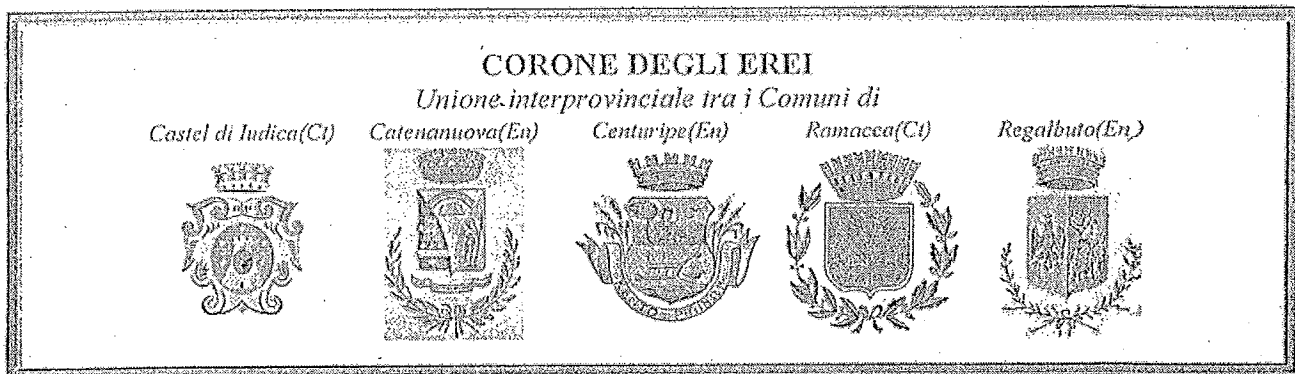 CORONE DEGLI EREI
Unione interprovinciale tra i Comuni di
Castel di Iudica(Ct) Catenanuova(En) Centuripe(En) Ramacca(Ct) Regalbuto(En)